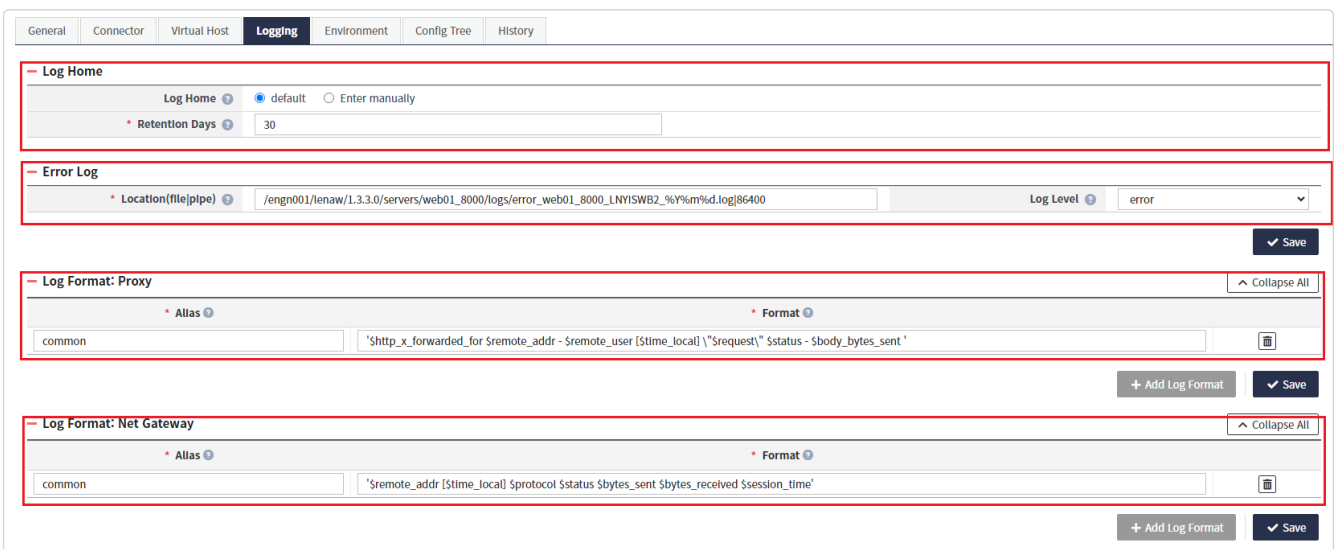 General Connector Virtual Host Logging Environment Config Tree History
Log Home
Log Home ? default Enter manually
* Retention Days ? 30
Error Log
* Location(file|pipe) ? /engn001/lenaw/1.3.3.0/servers/web01_8000/logs/error_web01_8000_LNYISWB2_%Y%m%d.log|86400 Log Level ? error
Save
Log Format: Proxy Collapse All
* Alias ? * Format ?
common '$http_x_forwarded_for $remote_addr - $remote_user [$time_local] \"$request\" $status - $body_bytes_sent '
+ Add Log Format Save
Log Format: Net Gateway Collapse All
* Alias ? * Format ?
common '$remote_addr [$time_local] $protocol $status $bytes_sent $bytes_received $session_time'
+ Add Log Format Save